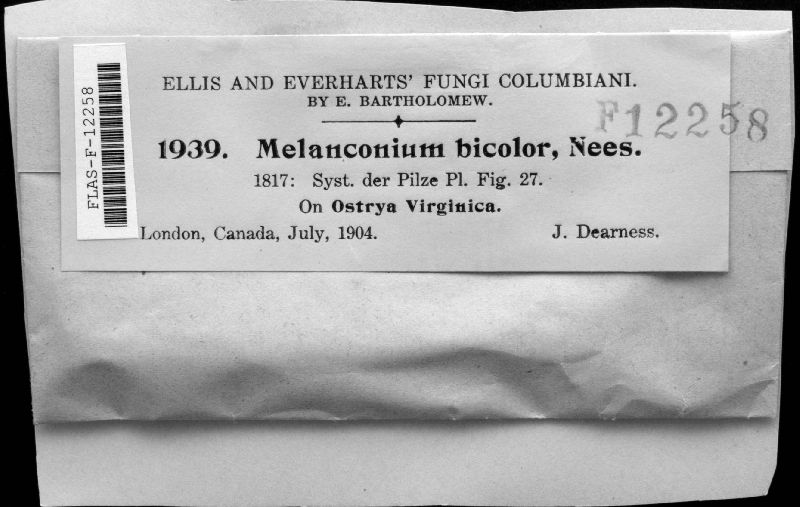 FLAS-F-12258
ELLIS AND EVERHARTS' FUNGI COLUMBIANI.
BY E. BARTHOLOMEW.
F12258
1939. Melanconium bicolor, Nees.
1817: Syst. der Pilze Pl. Fig. 27.
On Ostrya Virginica.
London, Canada, July, 1904. J. Dearness.